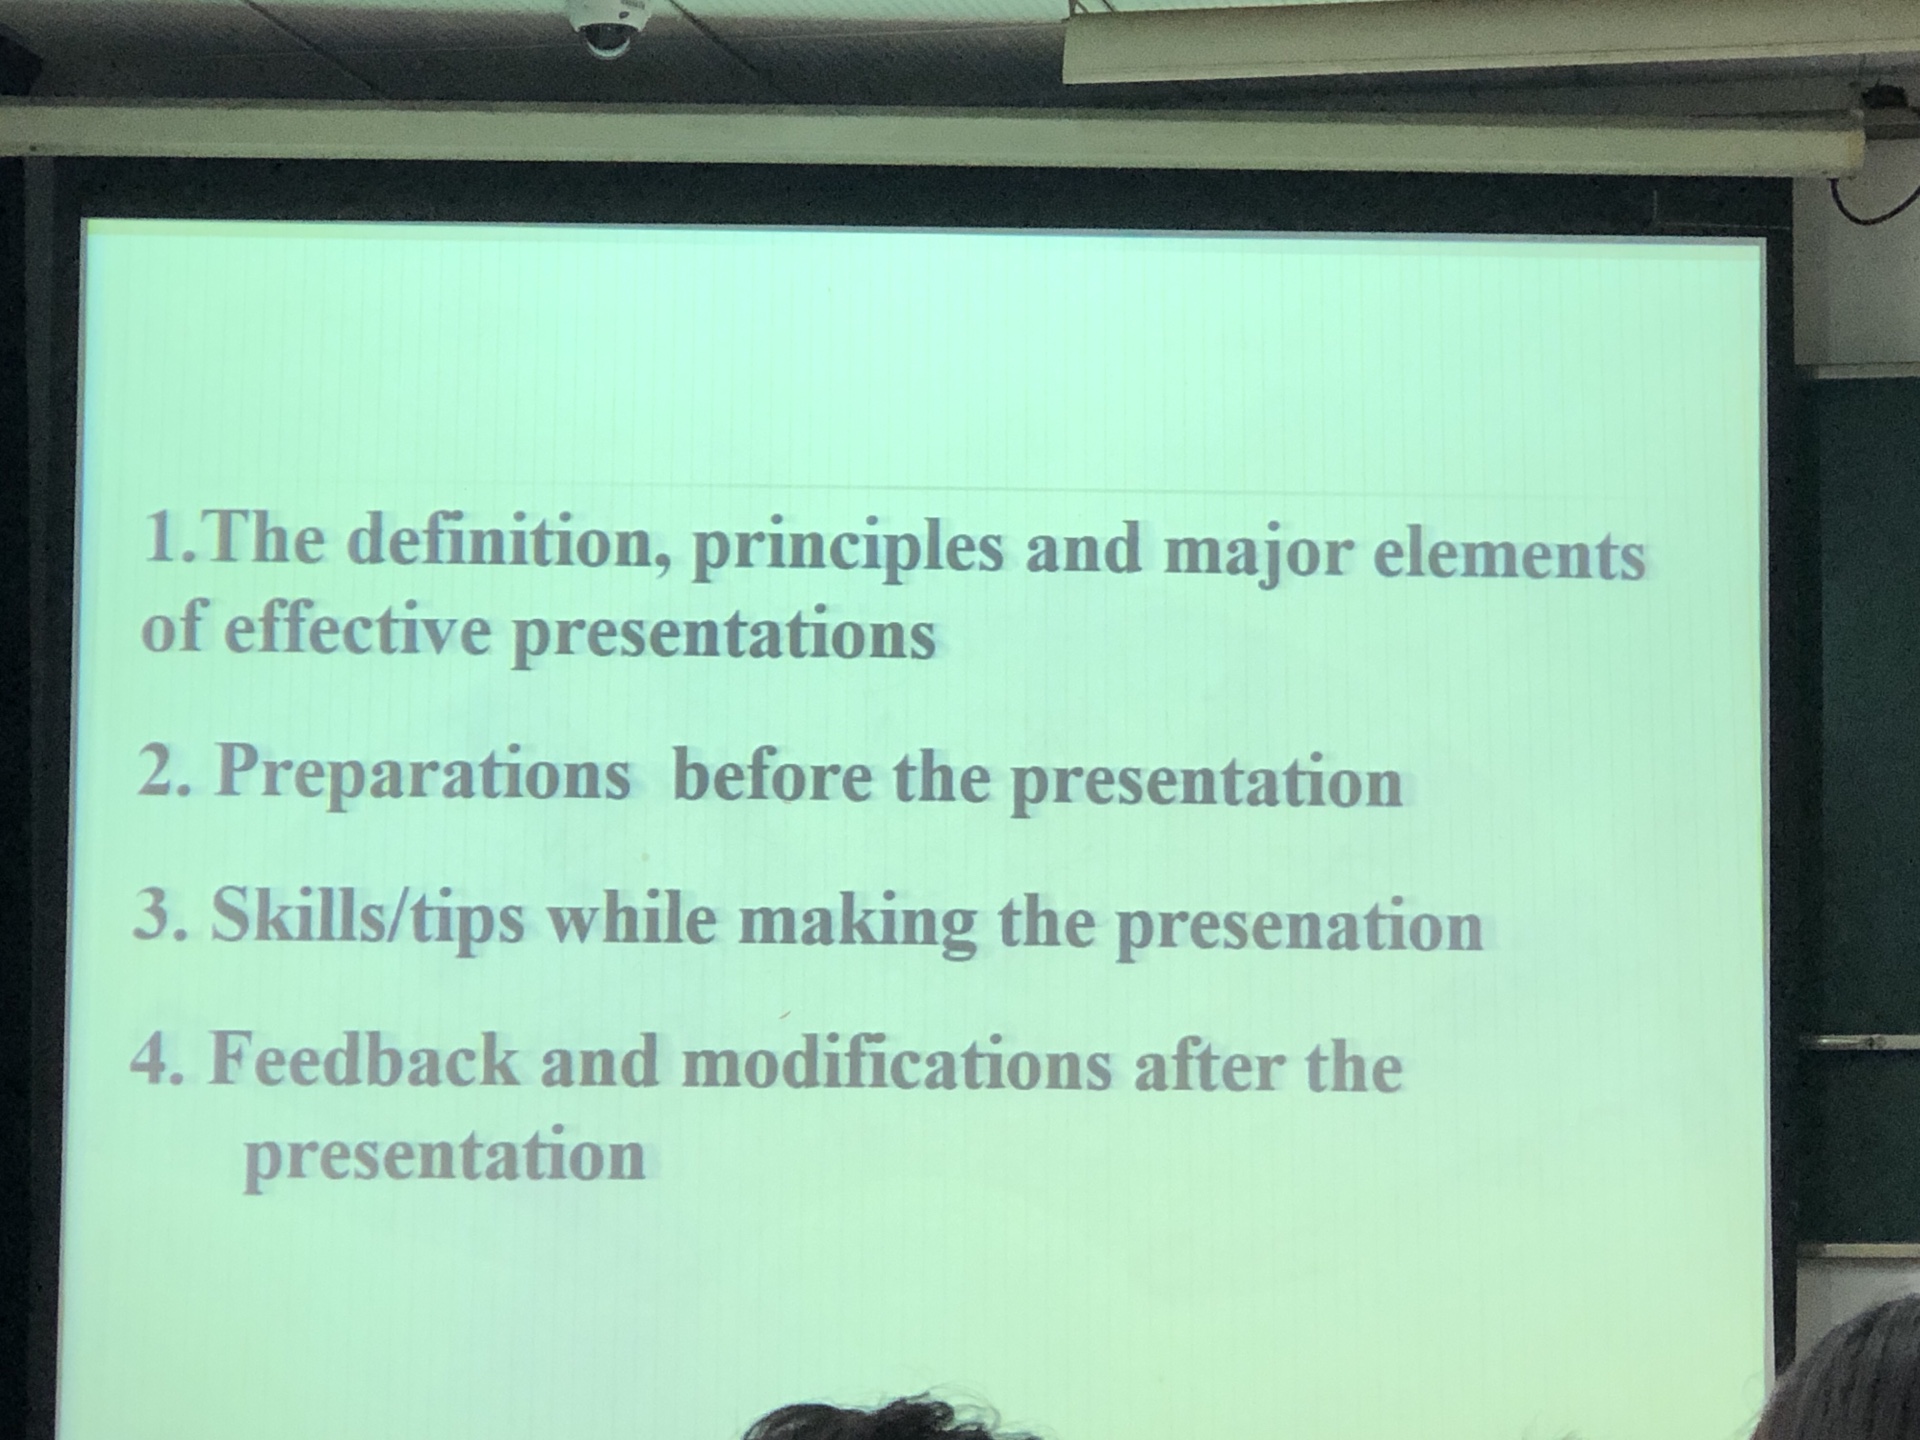 1.The definition, principles and major elements
of effective presentations
2. Preparations before the presentation
3. Skills/tips while making the presenation
4. Feedback and modifications after the
presentation